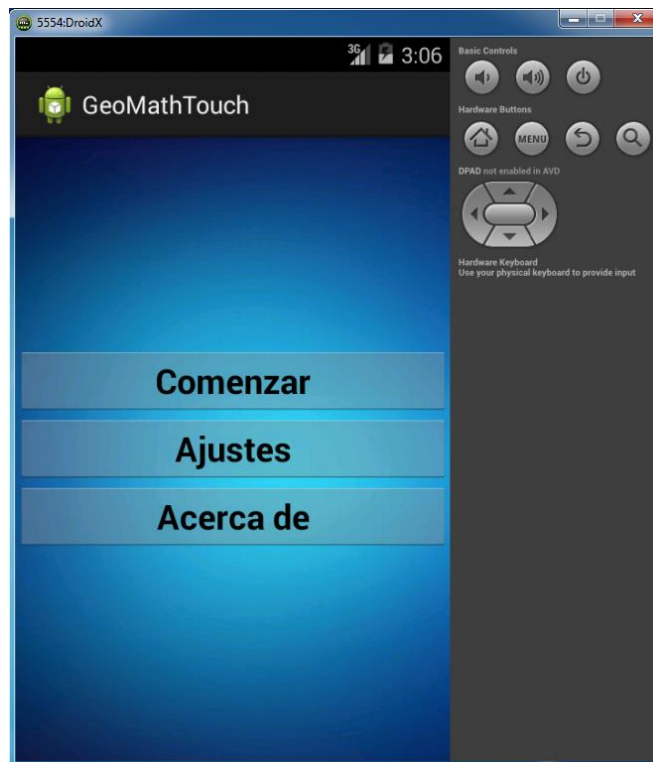 5554:DroidX
3G 3:06
GeoMathTouch
Comenzar
Ajustes
Acerca de
Basic Controls
Hardware Buttons
MENU
DPAD not enabled in AVD
Hardware Keyboard
Use your physical keyboard to provide input